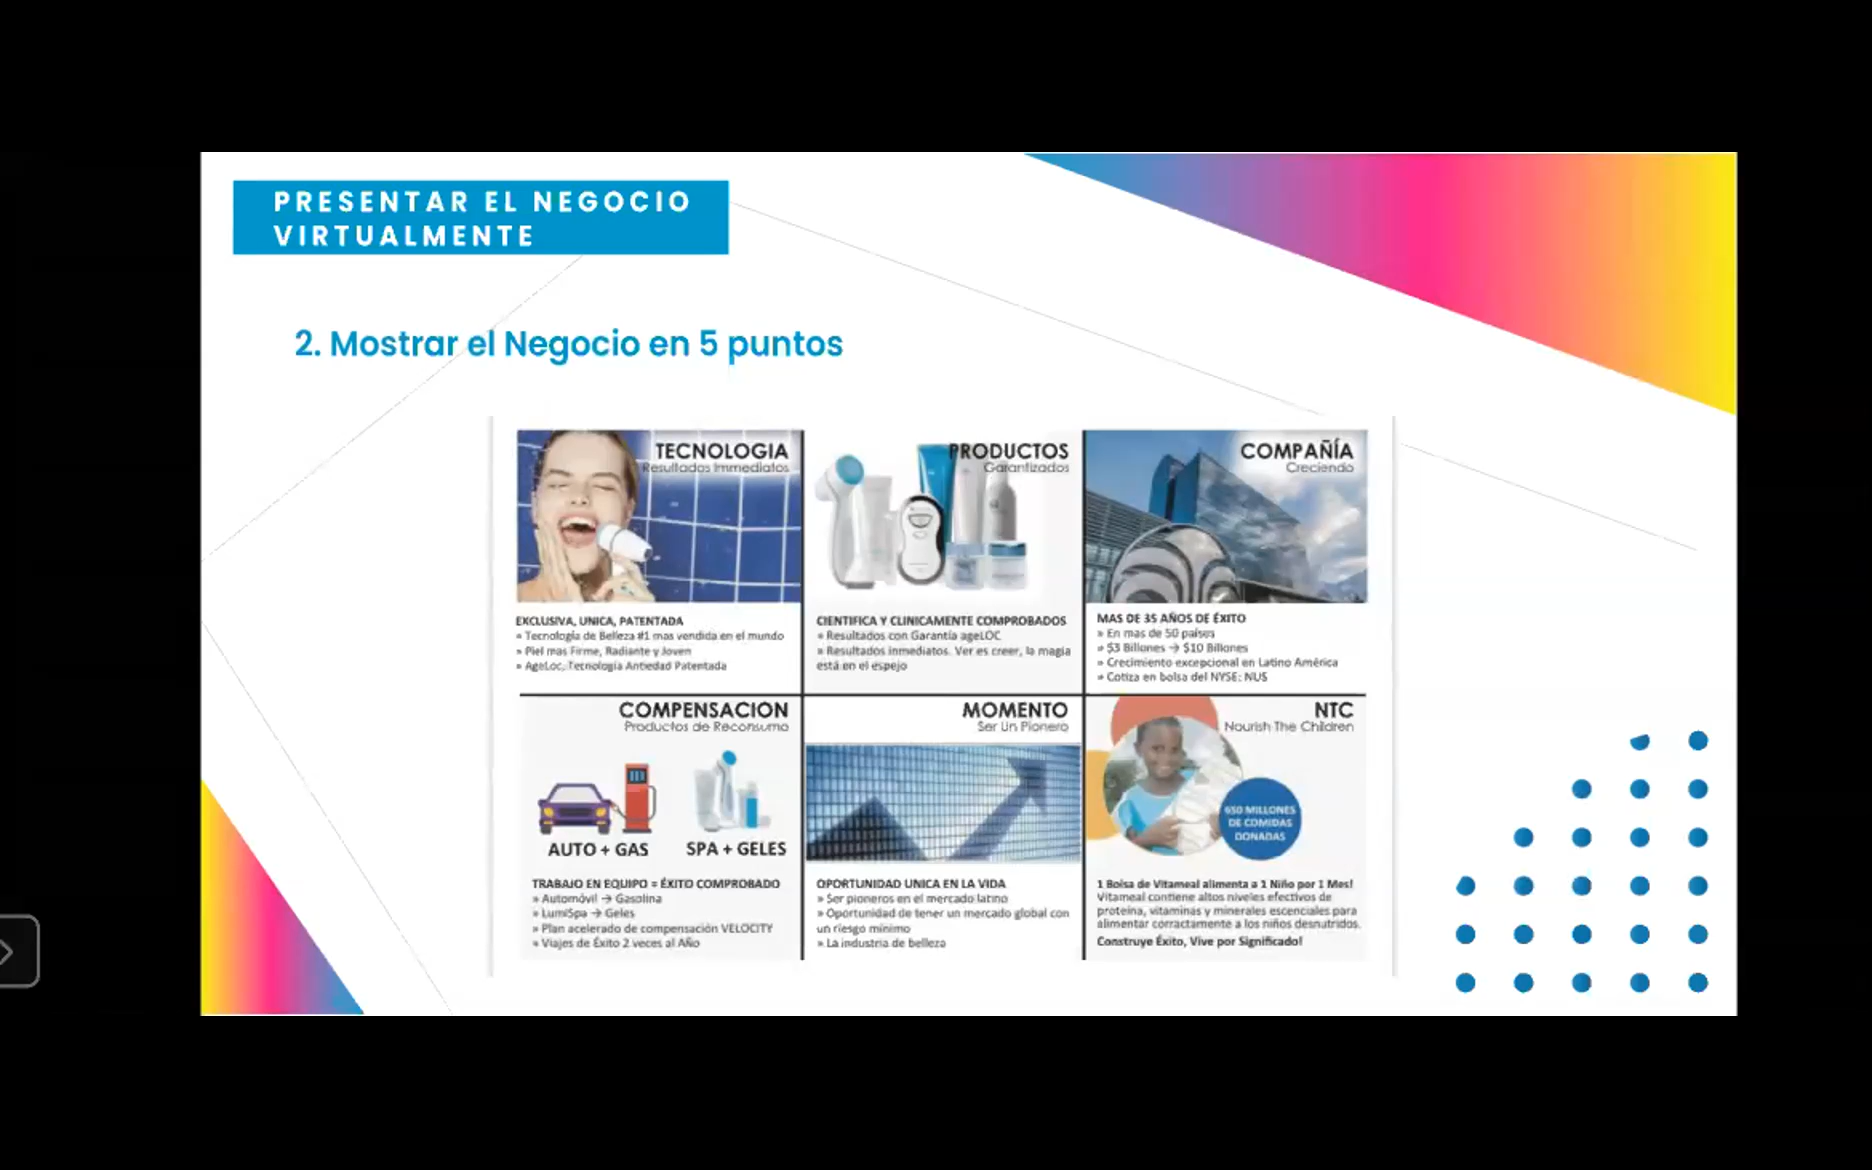 PRESENTAR EL NEGOCIO
VIRTUALMENTE
2. Mostrar el Negocio en 5 puntos
TECNOLOGIA
Resultados Immediatos
EXCLUSIVA, UNICA, PATENTADA
» Tecnología de Belleza #1 mas vendida en el mundo
» Piel mas Firme, Radiante y Joven
» AgeLoc, Tecnología Antiedad Patentada
PRODUCTOS
Garantizados
CIENTIFICA Y CLINICAMENTE COMPROBADOS
» Resultados con Garantía ageLOC
» Resultados inmediatos. Ver es creer, la magia
está en el espejo
COMPAÑÍA
Creciendo
MAS DE 35 AÑOS DE ÉXITO
» En mas de 50 países
» $3 Billones → $10 Billones
» Crecimiento excepcional en Latino América
» Cotiza en bolsa del NYSE: NUS
COMPENSACION
Productos de Reconsumo
AUTO + GAS
SPA + GELES
TRABAJO EN EQUIPO = ÉXITO COMPROBADO
» Automóvil → Gasolina
» LumiSpa → Geles
» Plan acelerado de compensación VELOCITY
» Viajes de Éxito 2 veces al Año
MOMENTO
Ser Un Pionero
OPORTUNIDAD UNICA EN LA VIDA
» Ser pioneros en el mercado latino
» Oportunidad de tener un mercado global con
un riesgo mínimo
» La industria de belleza
NTC
Nourish The Children
650 MILLONES
DE COMIDAS
DONADAS
1 Bolsa de Vitameal alimenta a 1 Niño por 1 Mes!
Vitameal contiene altos niveles efectivos de
proteína, vitaminas y minerales escenciales para
alimentar correctamente a los niños desnutridos.
Construye Éxito, Vive por Significado!